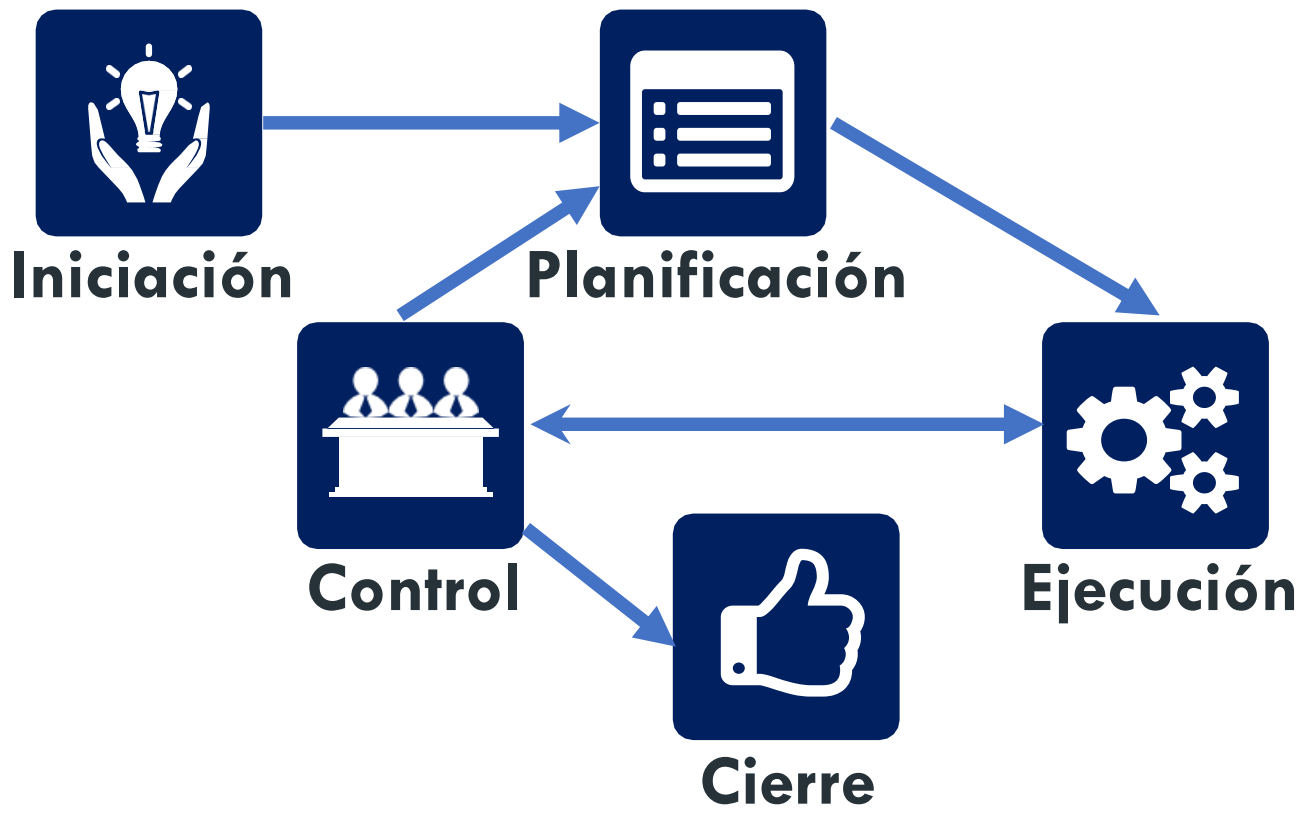 Iniciación
Planificación
Control
Ejecución
Cierre